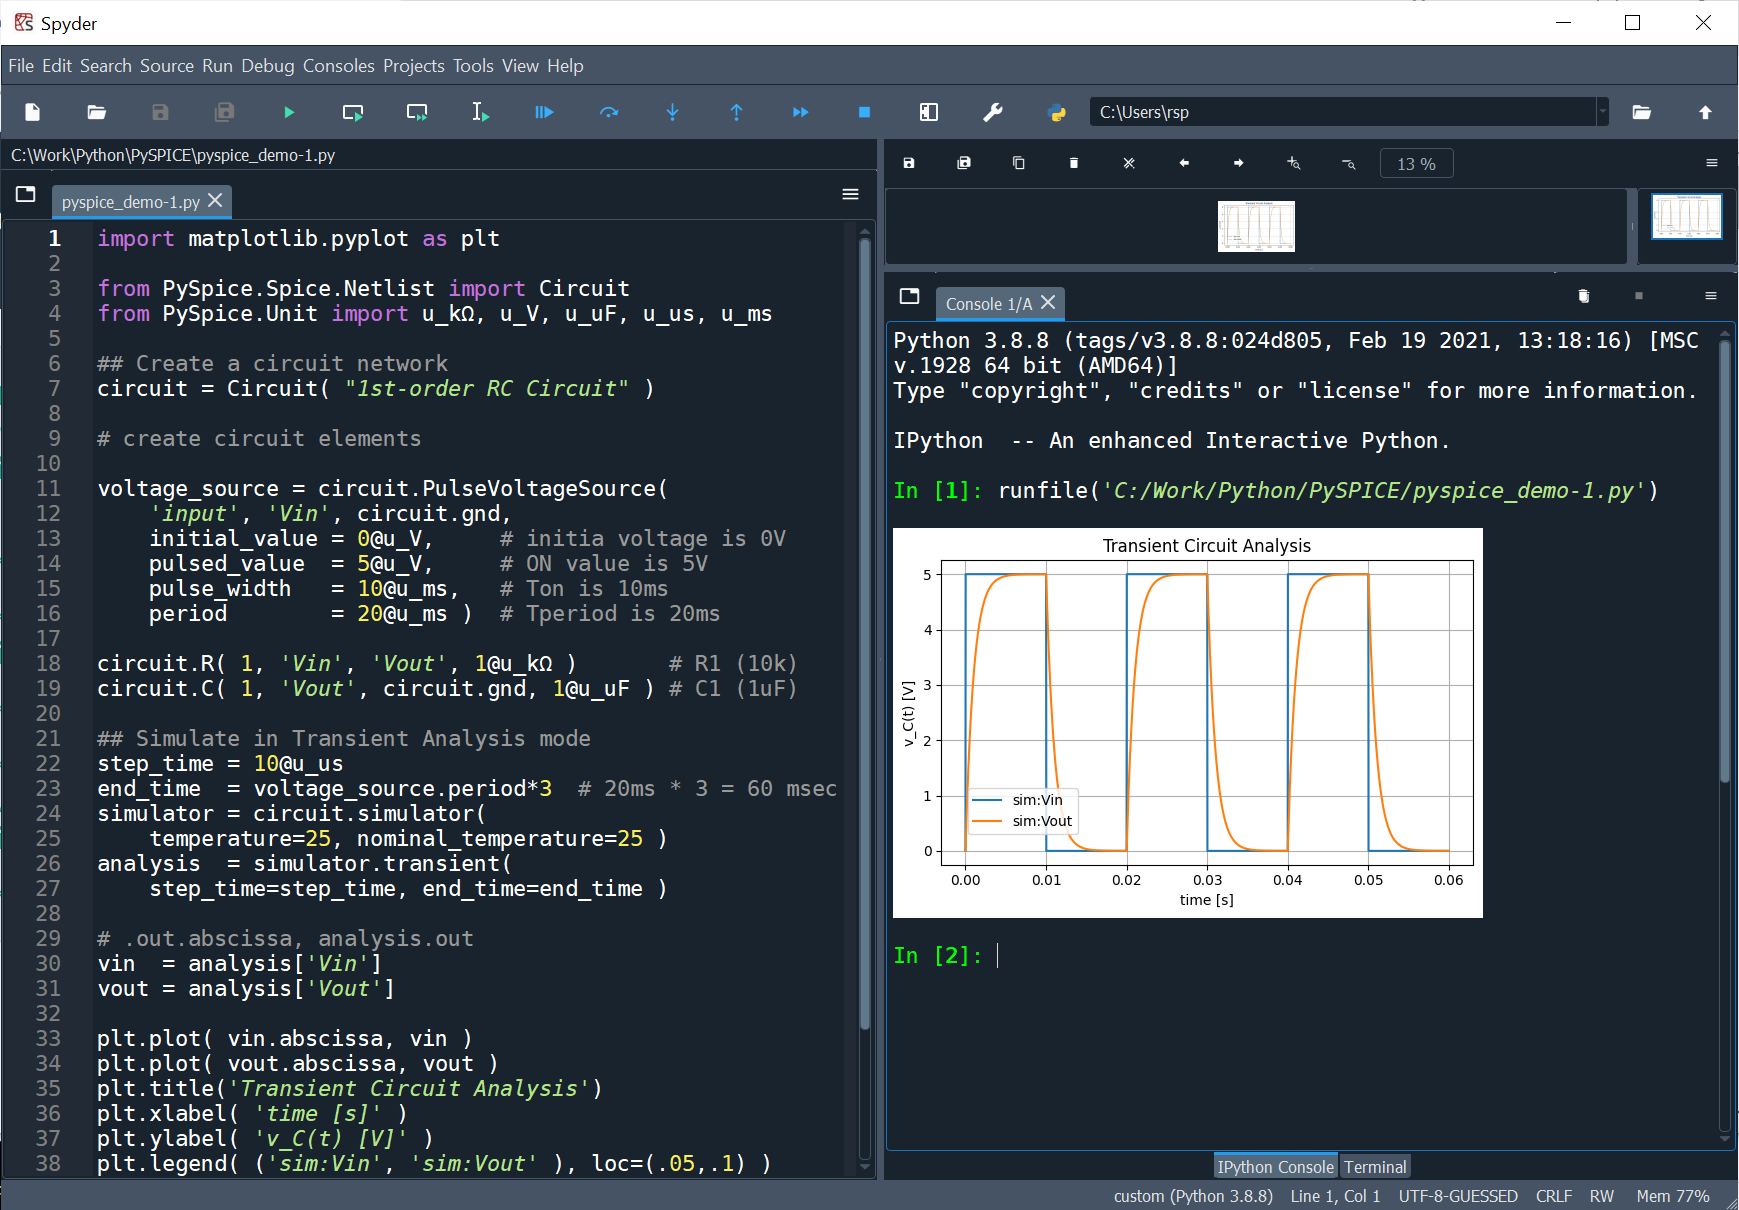 Spyder
File Edit Search Source Run Debug Consoles Projects Tools View Help
C:\Users\rsp
C:\Work\Python\PySPICE\pyspice_demo-1.py
pyspice_demo-1.py
1 import matplotlib.pyplot as plt
2
3 from PySpice.Spice.Netlist import Circuit
4 from PySpice.Unit import u_kΩ, u_V, u_uF, u_us, u_ms
5
6 ## Create a circuit network
7 circuit = Circuit( "1st-order RC Circuit" )
8
9 # create circuit elements
10
11 voltage_source = circuit.PulseVoltageSource(
12     'input', 'Vin', circuit.gnd,
13     initial_value = 0@u_V,     # initia voltage is 0V
14     pulsed_value  = 5@u_V,     # ON value is 5V
15     pulse_width   = 10@u_ms,   # Ton is 10ms
16     period        = 20@u_ms )  # Tperiod is 20ms
17
18 circuit.R( 1, 'Vin', 'Vout', 1@u_kΩ )       # R1 (10k)
19 circuit.C( 1, 'Vout', circuit.gnd, 1@u_uF ) # C1 (1uF)
20
21 ## Simulate in Transient Analysis mode
22 step_time = 10@u_us
23 end_time  = voltage_source.period*3  # 20ms * 3 = 60 msec
24 simulator = circuit.simulator(
25     temperature=25, nominal_temperature=25 )
26 analysis  = simulator.transient(
27     step_time=step_time, end_time=end_time )
28
29 # .out.abscissa, analysis.out
30 vin  = analysis['Vin']
31 vout = analysis['Vout']
32
33 plt.plot( vin.abscissa, vin )
34 plt.plot( vout.abscissa, vout )
35 plt.title('Transient Circuit Analysis')
36 plt.xlabel( 'time [s]' )
37 plt.ylabel( 'v_C(t) [V]' )
38 plt.legend( ('sim:Vin', 'sim:Vout' ), loc=(.05,.1) )
13 %
Console 1/A
Python 3.8.8 (tags/v3.8.8:024d805, Feb 19 2021, 13:18:16) [MSC
v.1928 64 bit (AMD64)]
Type "copyright", "credits" or "license" for more information.
IPython  -- An enhanced Interactive Python.
In [1]: runfile('C:/Work/Python/PySPICE/pyspice_demo-1.py')
Transient Circuit Analysis
5
4
3
2
1
0
v_C(t) [V]
sim:Vin
sim:Vout
0.00 0.01 0.02 0.03 0.04 0.05 0.06
time [s]
In [2]:
IPython Console Terminal
custom (Python 3.8.8) Line 1, Col 1 UTF-8-GUESSED CRLF RW Mem 77%